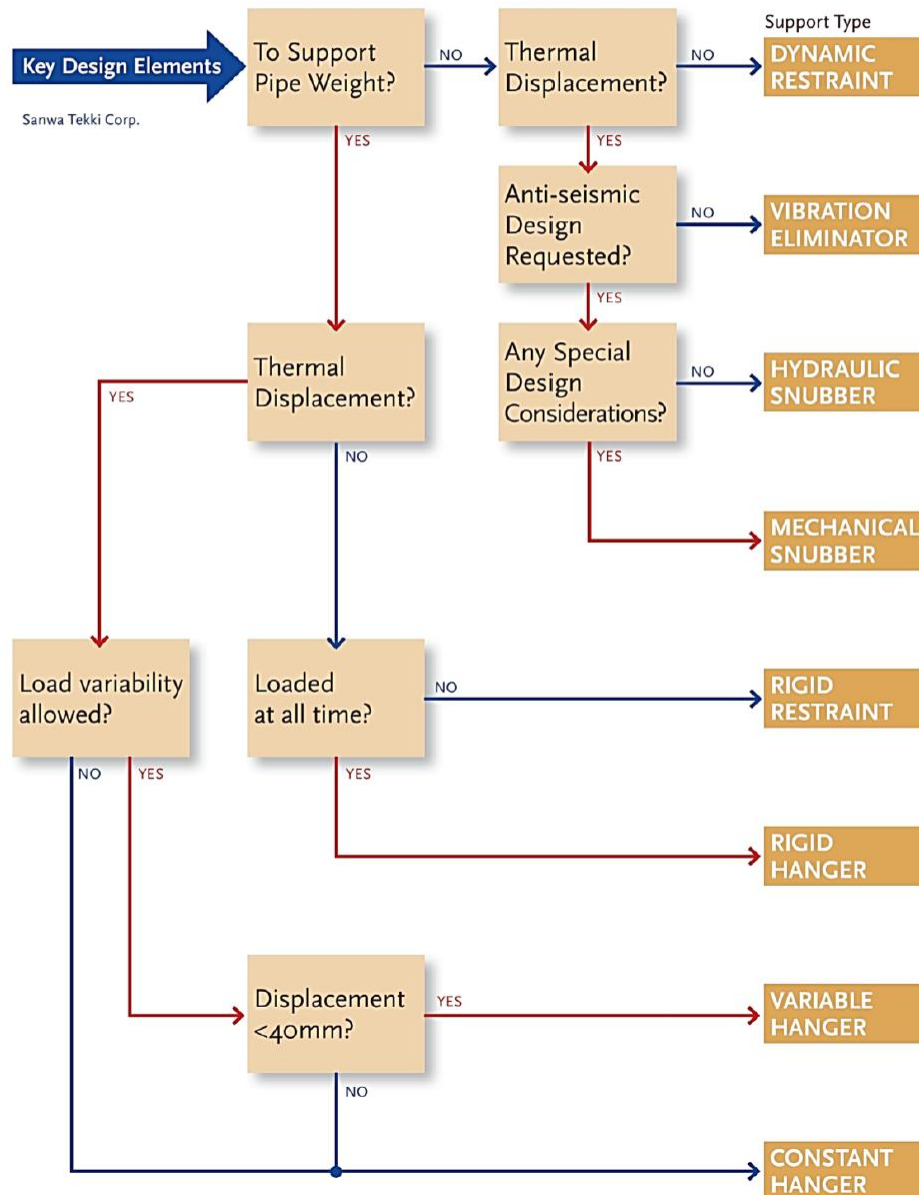 Support Type
Key Design Elements
Sanwa Tekki Corp.
To Support
Pipe Weight?
NO
Thermal
Displacement?
NO
DYNAMIC
RESTRAINT
YES
YES
Anti-seismic
Design
Requested?
NO
VIBRATION
ELIMINATOR
YES
Thermal
Displacement?
Any Special
Design
Considerations?
NO
HYDRAULIC
SNUBBER
YES
NO
YES
MECHANICAL
SNUBBER
Load variability
allowed?
Loaded
at all time?
NO
RIGID
RESTRAINT
NO
YES
YES
RIGID
HANGER
Displacement
<40mm?
YES
VARIABLE
HANGER
NO
CONSTANT
HANGER